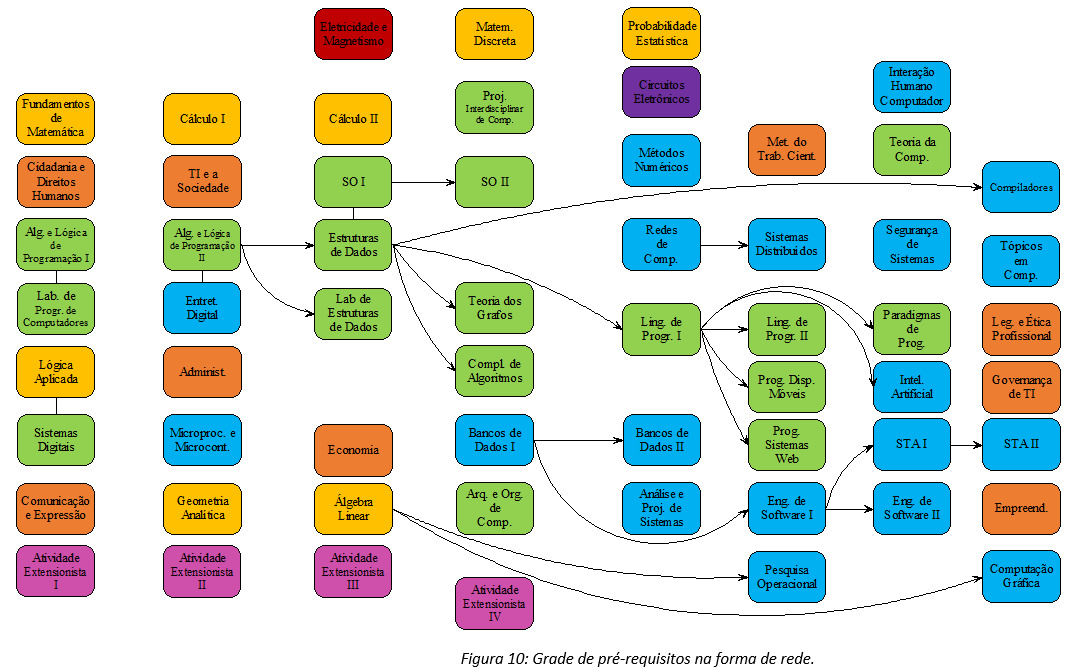 Eletricidade e
Magnetismo
Matem.
Discreta
Probabilidade
Estatística
Circuitos
Eletrônicos
Interação
Humano
Computador
Fundamentos
de
Matemática
Cálculo I
Cálculo II
Proj.
Interdisciplinar
de Comp.
Métodos
Numéricos
Met. do
Trab. Cient.
Teoria da
Comp.
Cidadania e
Direitos
Humanos
TI e a
Sociedade
SO I
SO II
Compiladores
Alg. e Lógica
de
Programação I
Alg. e Lógica
de Programação
II
Estruturas
de Dados
Redes
de
Comp.
Sistemas
Distribuídos
Segurança
de
Sistemas
Tópicos
em
Comp.
Lab. de
Progr. de
Computadores
Entret.
Digital
Lab de
Estruturas
de Dados
Teoria dos
Grafos
Ling. de
Progr. I
Ling. de
Progr. II
Paradigmas
de
Prog.
Leg. e Ética
Profissional
Lógica
Aplicada
Administ.
Compl. de
Algoritmos
Prog. Disp.
Moveis
Intel.
Artificial
Governança
de TI
Sistemas
Digitais
Microproc. e
Microcont.
Economia
Bancos de
Dados I
Bancos de
Dados II
Prog.
Sistemas
Web
STA I
STA II
Comunicação
e Expressão
Geometria
Analítica
Álgebra
Linear
Arq. e Org.
de
Comp.
Análise e
Proj. de
Sistemas
Eng. de
Software I
Eng. de
Software II
Empreend.
Atividade
Extensionista
I
Atividade
Extensionista
II
Atividade
Extensionista
III
Atividade
Extensionista
IV
Pesquisa
Operacional
Computação
Gráfica
Figura 10: Grade de pré-requisitos na forma de rede.